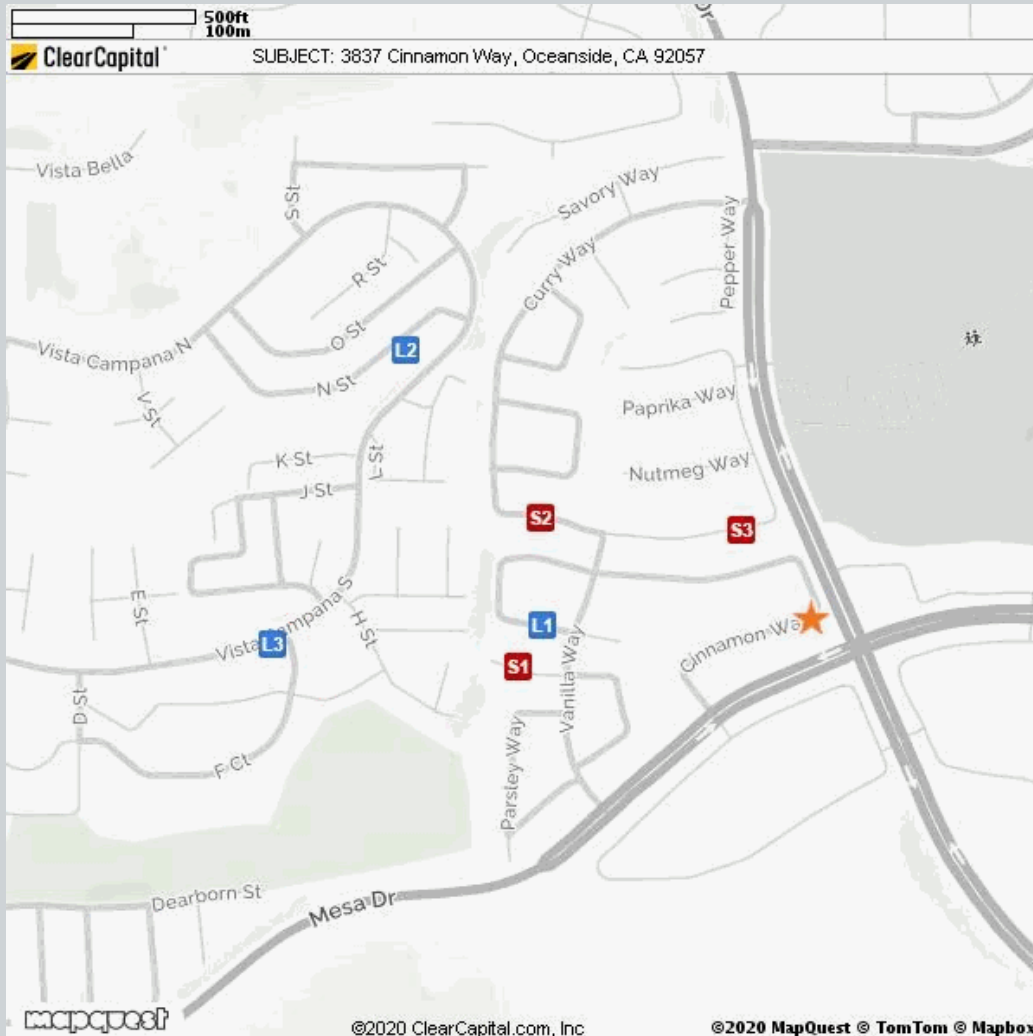 500ft
100m
ClearCapital
SUBJECT: 3837 Cinnamon Way, Oceanside, CA 92057
Dr
Vista Bella
S St
Savory Way
Pepper Way
R St
Curry Way
O St
Vista Campana N
L2
N St
V St
Paprika Way
K St
L St
Nutmeg Way
J St
S2
S3
E St
Vista Campana S
H St
L1
L3
Cinnamon Way
S1
D St
Vanilla Way
F Ct
Parsley Way
Dearborn St
Mesa Dr
mapquest
©2020 ClearCapital.com, Inc
©2020 MapQuest © TomTom © Mapbox